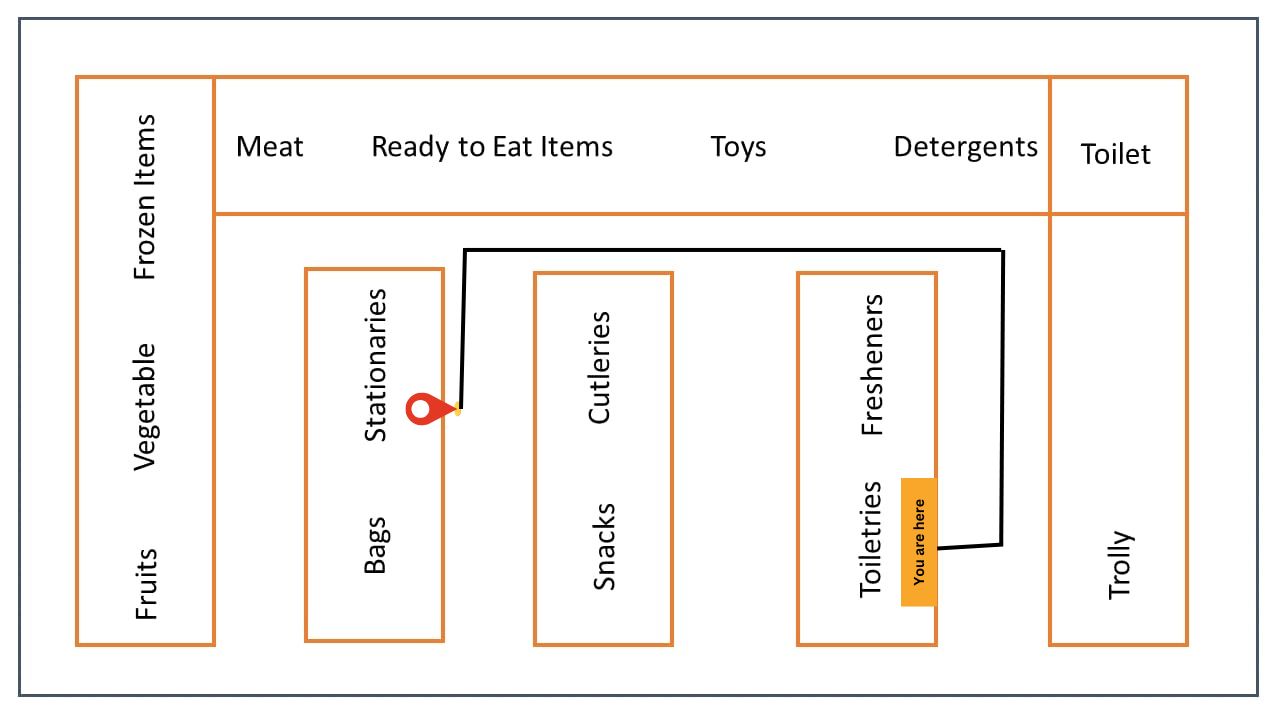 Frozen Items
Vegetable
Fruits
Meat
Ready to Eat Items
Toys
Detergents
Toilet
Stationaries
Bags
Cutleries
Snacks
Fresheners
Toiletries
You are here
Trolly